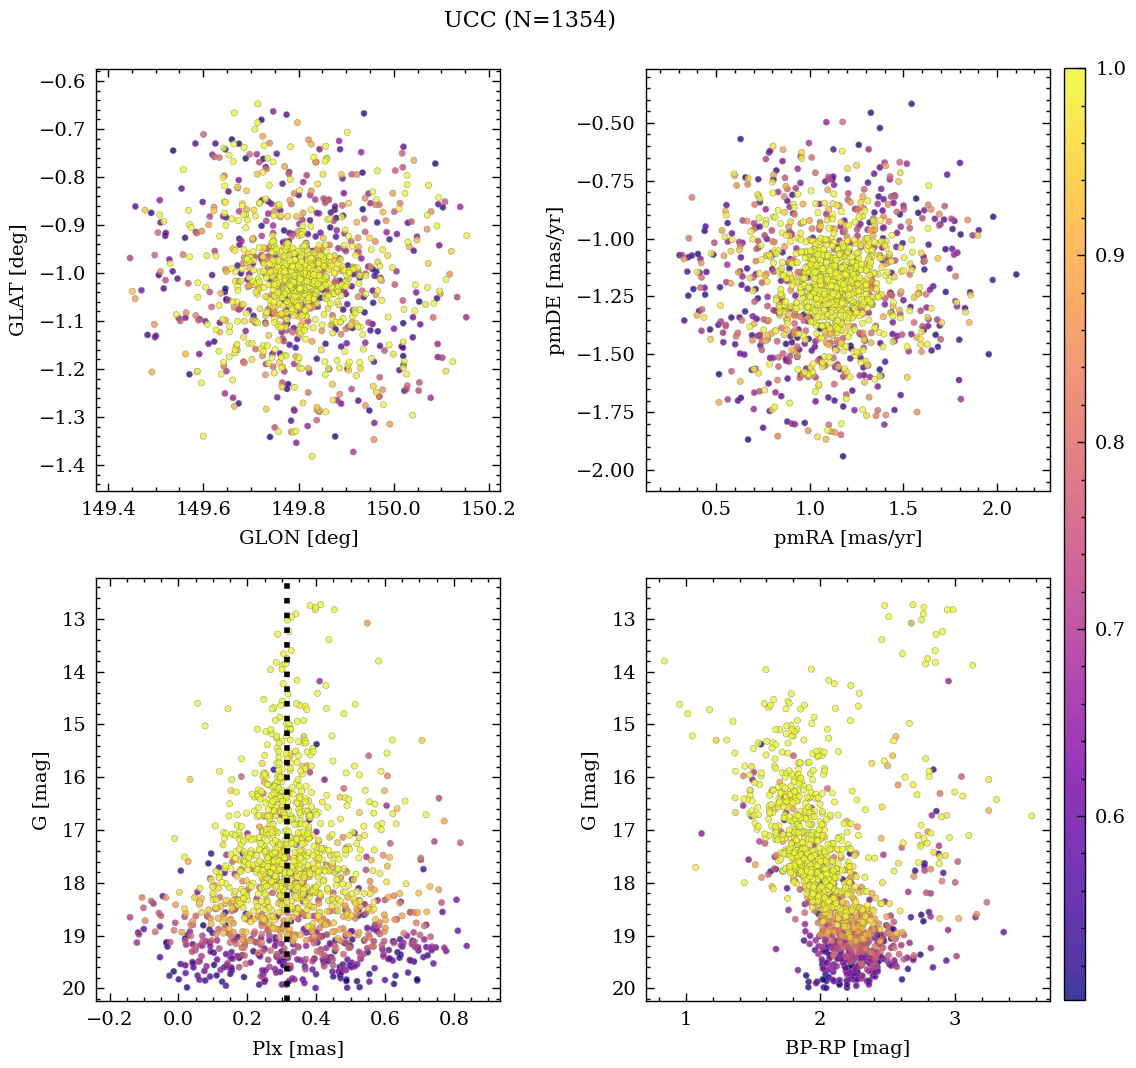 UCC (N=1354)
−0.6
−0.7
−0.8
−0.9
−1.0
−1.1
−1.2
−1.3
−1.4
GLAT [deg]
149.4 149.6 149.8 150.0 150.2
GLON [deg]
−0.50
−0.75
−1.00
−1.25
−1.50
−1.75
−2.00
pmDE [mas/yr]
0.5 1.0 1.5 2.0
pmRA [mas/yr]
1.0
0.9
0.8
0.7
0.6
13
14
15
16
17
18
19
20
G [mag]
−0.2 0.0 0.2 0.4 0.6 0.8
Plx [mas]
13
14
15
16
17
18
19
20
G [mag]
1 2 3
BP-RP [mag]